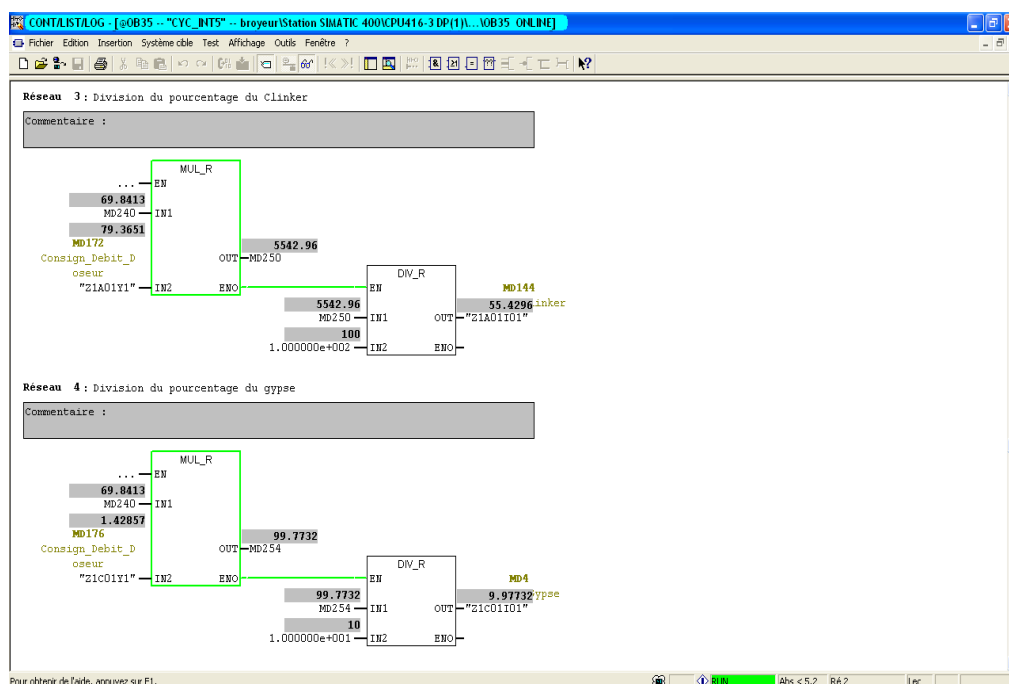 CONT/LIST/LOG - [@OB35 -- "CYC_INT5" -- broyeur\Station SIMATIC 400\CPU416-3 DP(1)\...\OB35 ONLINE]
Fichier Edition Insertion Système cible Test Affichage Outils Fenêtre ?
Réseau 3 : Division du pourcentage du Clinker
Commentaire :
MUL_R
... EN
69.8413
MD240 IN1
79.3651
MD172 5542.96
Consign_Debit_D OUT MD250
oseur DIV_R
"Z1A01Y1" IN2 ENO EN MD144
5542.96 55.4296 inker
MD250 IN1 OUT "Z1A01I01"
100
1.000000e+002 IN2 ENO
Réseau 4 : Division du pourcentage du gypse
Commentaire :
MUL_R
... EN
69.8413
MD240 IN1
1.42857
MD176 99.7732
Consign_Debit_D OUT MD254
oseur DIV_R
"Z1C01Y1" IN2 ENO EN MD4
99.7732 9.97732 ypse
MD254 IN1 OUT "Z1C01I01"
10
1.000000e+001 IN2 ENO
Pour obtenir de l'aide, appuyez sur F1. RUN Abs < 5.2 Ré 2 Lec